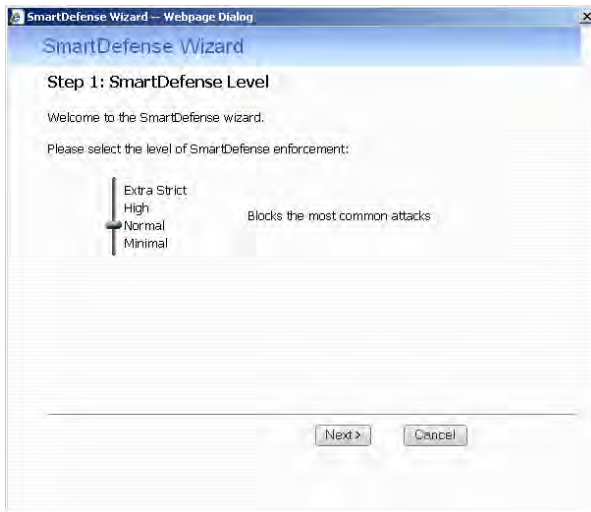 SmartDefense Wizard -- Webpage Dialog
SmartDefense Wizard
Step 1: SmartDefense Level
Welcome to the SmartDefense wizard.
Please select the level of SmartDefense enforcement:
Extra Strict
High
Normal
Minimal
Blocks the most common attacks
Next >
Cancel